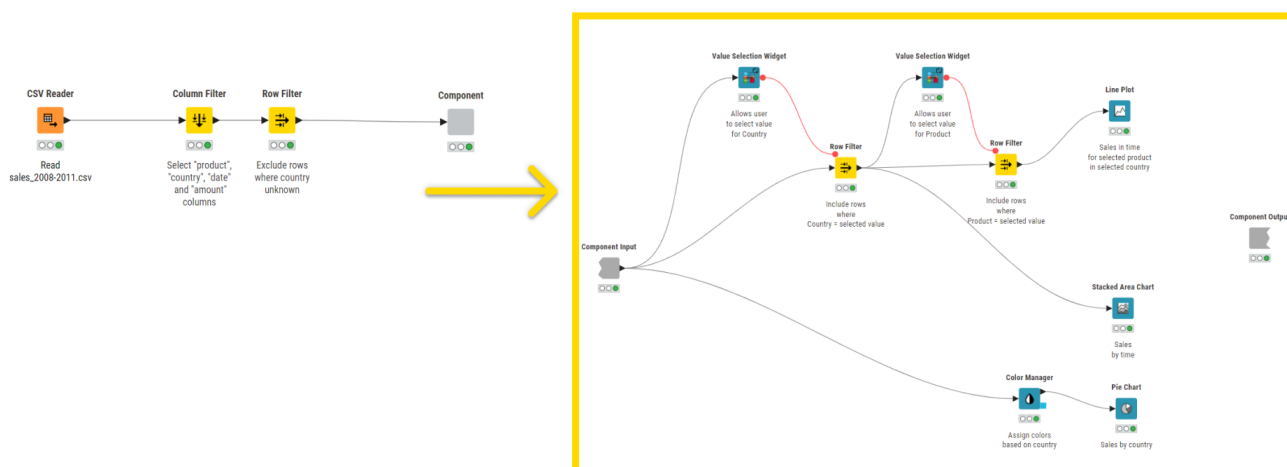 CSV Reader
Read
sales_2008-2011.csv
Column Filter
Select "product",
"country", "date"
and "amount"
columns
Row Filter
Exclude rows
where country
unknown
Component
Component Input
Value Selection Widget
Allows user
to select value
for Country
Row Filter
Include rows
where
Country = selected value
Value Selection Widget
Allows user
to select value
for Product
Row Filter
Include rows
where
Product = selected value
Line Plot
Sales in time
for selected product
in selected country
Component Outpu
Stacked Area Chart
Sales
by time
Color Manager
Assign colors
based on country
Pie Chart
Sales by country